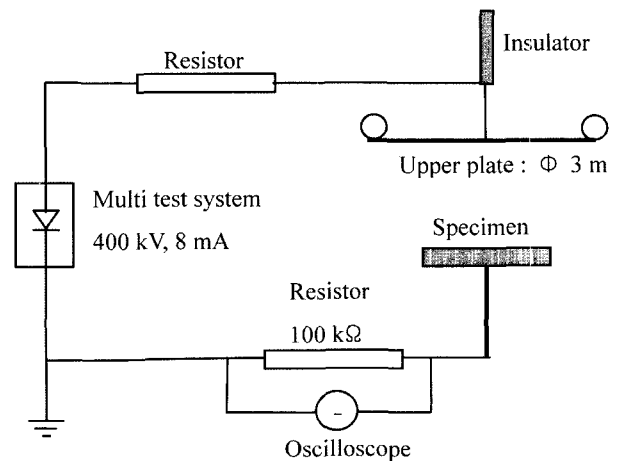 Resistor
Insulator
Upper plate : Φ 3 m
Multi test system
400 kV, 8 mA
Specimen
Resistor
100 kΩ
-
Oscilloscope